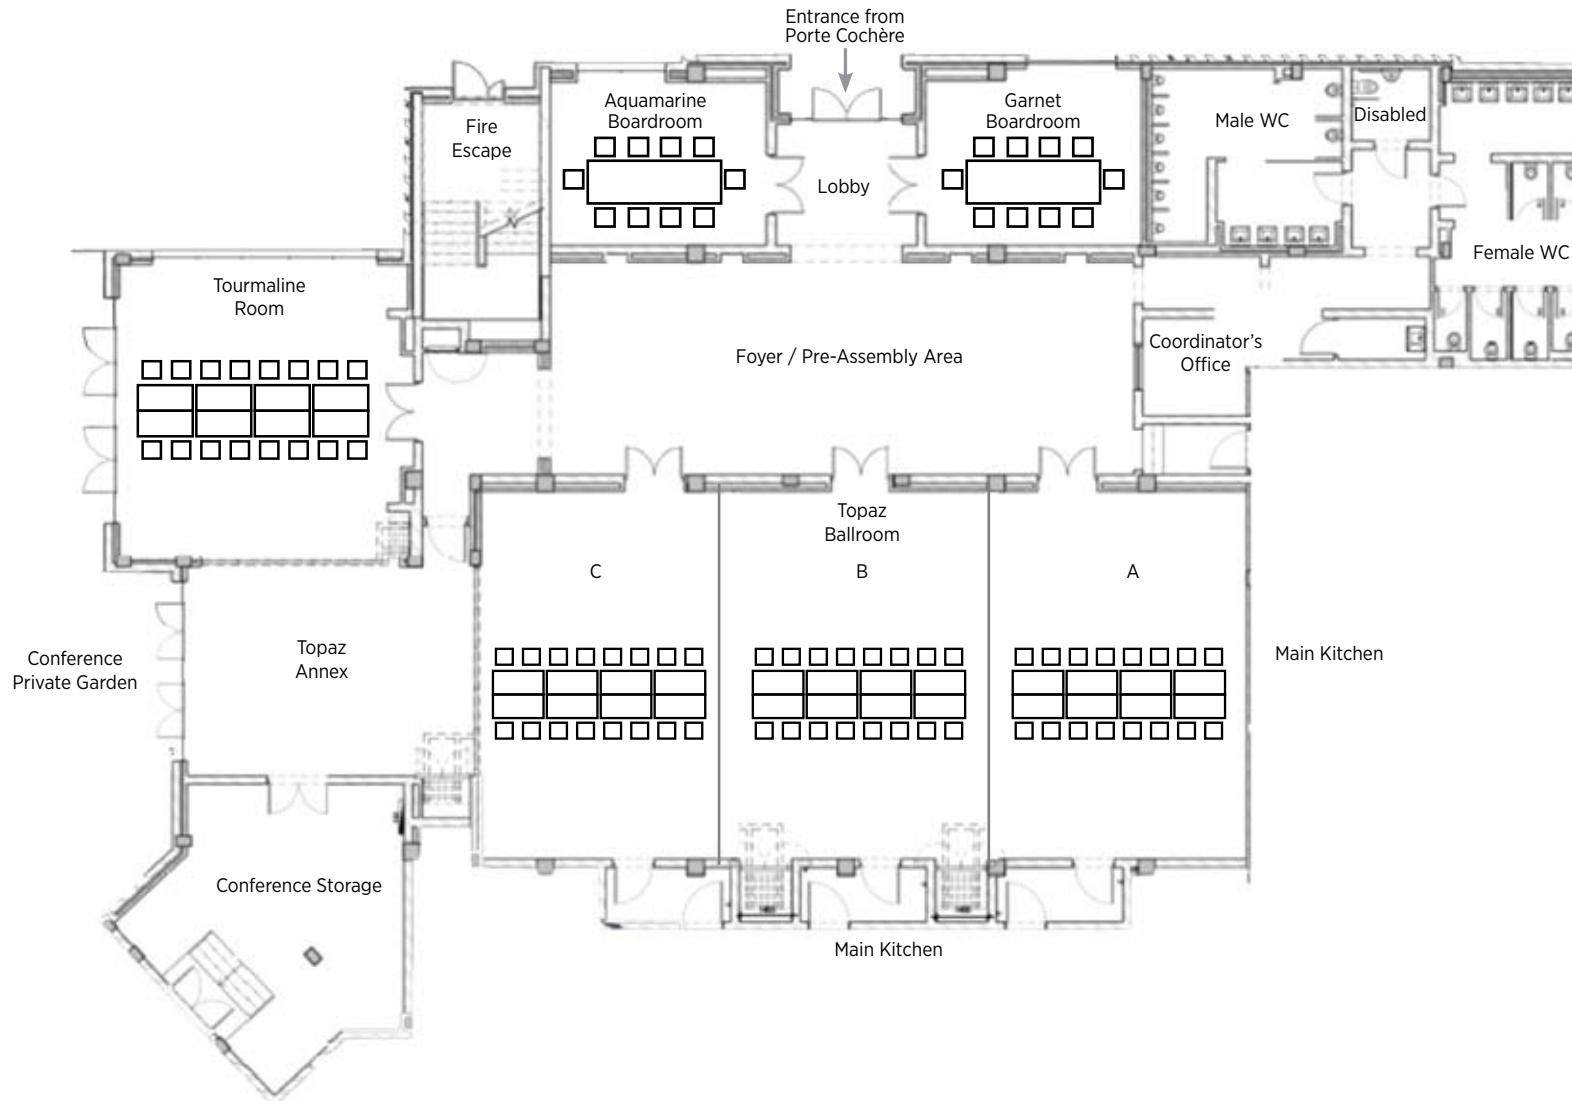 Entrance from
Porte Cochère
Aquamarine
Boardroom
Garnet
Boardroom
Fire
Escape
Male WC
Disabled
Lobby
Female WC
Tourmaline
Room
Foyer / Pre-Assembly Area
Coordinator's
Office
Topaz
Ballroom
C
B
A
Conference
Private Garden
Topaz
Annex
Main Kitchen
Conference Storage
Main Kitchen